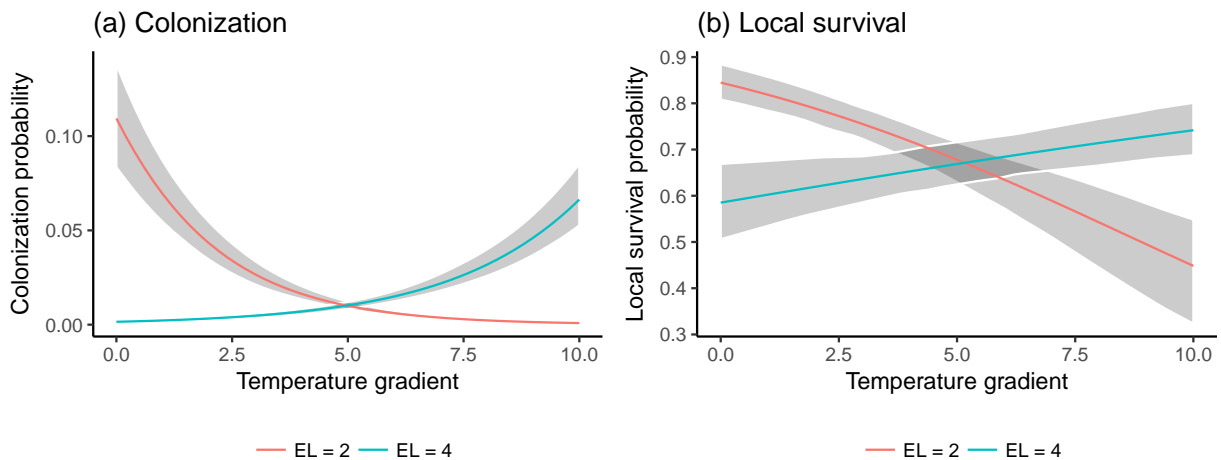 (a) Colonization
Colonization probability
0.10
0.05
0.00
0.0 2.5 5.0 7.5 10.0
Temperature gradient
EL = 2 EL = 4
(b) Local survival
Local survival probability
0.9
0.8
0.7
0.6
0.5
0.4
0.3
0.0 2.5 5.0 7.5 10.0
Temperature gradient
EL = 2 EL = 4